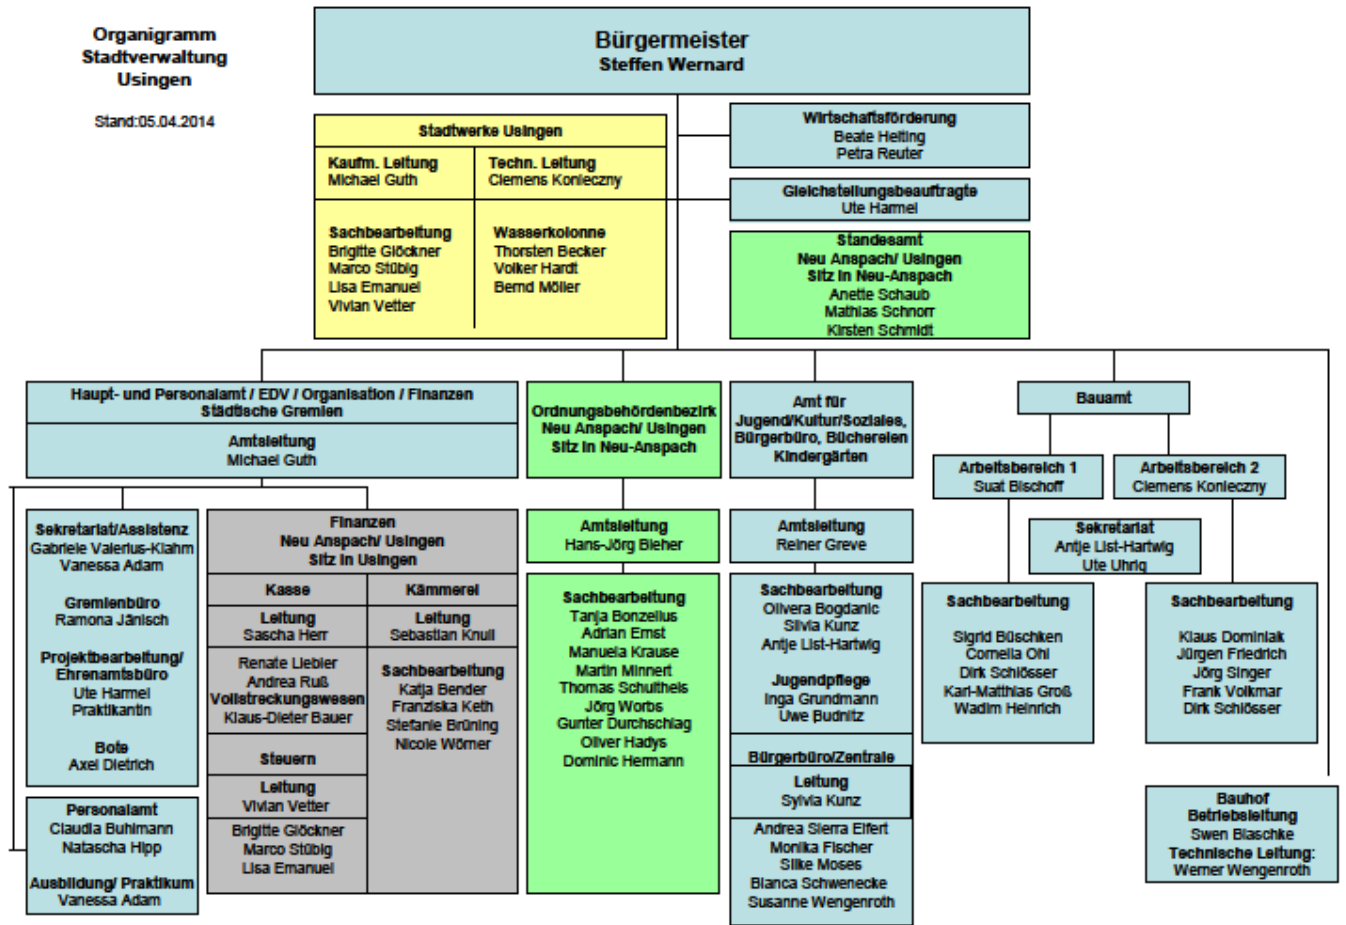 Organigramm
Stadtverwaltung
Usingen
Stand:05.04.2014
Bürgermeister
Steffen Wernard
Stadtwerke Usingen
Kaufm. Leitung
Michael Guth
Techn. Leitung
Clemens Konieczny
Sachbearbeitung
Brigitte Glöckner
Marco Stübig
Lisa Emanuel
Vivian Vetter
Wasserkolonne
Thorsten Becker
Volker Hardt
Bernd Möller
Wirtschaftsförderung
Beate Helting
Petra Reuter
Gleichstellungsbeauftragte
Ute Harmel
Standesamt
Neu Anspach/ Usingen
Sitz in Neu-Anspach
Anette Schaub
Mathias Schnorr
Kirsten Schmidt
Haupt- und Personalamt / EDV / Organisation / Finanzen
Städtische Gremien
Amtsleitung
Michael Guth
Sekretariat/Assistenz
Gabriele Valerius-Klahm
Vanessa Adam
Gremienbüro
Ramona Jänisch
Projektbearbeitung/
Ehrenamtsbüro
Ute Harmel
Praktikantin
Bote
Axel Dietrich
Personalamt
Claudia Buhlmann
Natascha Hipp
Ausbildung/ Praktikum
Vanessa Adam
Finanzen
Neu Anspach/ Usingen
Sitz in Usingen
Kasse
Leitung
Sascha Herr
Renate Liebler
Andrea Ruß
Vollstreckungswesen
Klaus-Dieter Bauer
Steuern
Leitung
Vivian Vetter
Brigitte Glöckner
Marco Stübig
Lisa Emanuel
Kämmerei
Leitung
Sebastian Knull
Sachbearbeitung
Katja Bender
Franziska Keth
Stefanie Brüning
Nicole Wörner
Ordnungsbehördenbezirk
Neu Anspach/ Usingen
Sitz in Neu-Anspach
Amtsleitung
Hans-Jörg Bleher
Sachbearbeitung
Tanja Bonzelius
Adrian Ernst
Manuela Krause
Martin Minnert
Thomas Schultheis
Jörg Worbs
Gunter Durchschlag
Oliver Hadys
Dominic Hermann
Amt für
Jugend/Kultur/Soziales,
Bürgerbüro, Büchereien
Kindergärten
Amtsleitung
Reiner Greve
Sachbearbeitung
Olivera Bogdanic
Silvia Kunz
Antje List-Hartwig
Jugendpflege
Inga Grundmann
Uwe Budnitz
Bürgerbüro/Zentrale
Leitung
Sylvia Kunz
Andrea Sierra Eifert
Monika Fischer
Silke Moses
Bianca Schwenecke
Susanne Wengenroth
Bauamt
Arbeitsbereich 1
Suat Bischoff
Arbeitsbereich 2
Clemens Konieczny
Sekretariat
Antje List-Hartwig
Ute Uhrig
Sachbearbeitung
Sigrid Büschken
Cornelia Ohl
Dirk Schlösser
Karl-Matthias Groß
Wadim Heinrich
Sachbearbeitung
Klaus Dominiak
Jürgen Friedrich
Jörg Singer
Frank Volkmar
Dirk Schlösser
Bauhof
Betriebsleitung
Swen Blaschke
Technische Leitung:
Werner Wengenroth